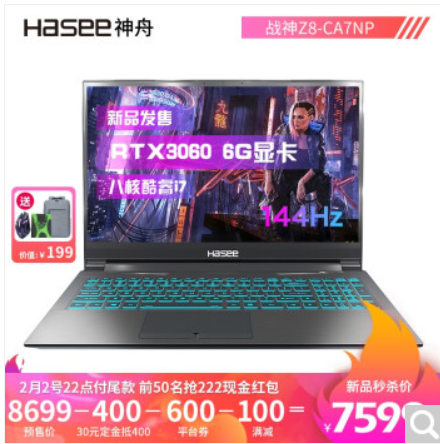 Hasee神舟
战神Z8-CA7NP
九龍
新品发售
RTX3060 6G显卡
八核酷睿i7
144Hz
送
价值:¥199
Hasee
2月2号22点付尾款 前50名抢222现金红包
新品秒杀价
8699-400-600-100=
¥7599
预售价 30元定金抵400 平台券 满减